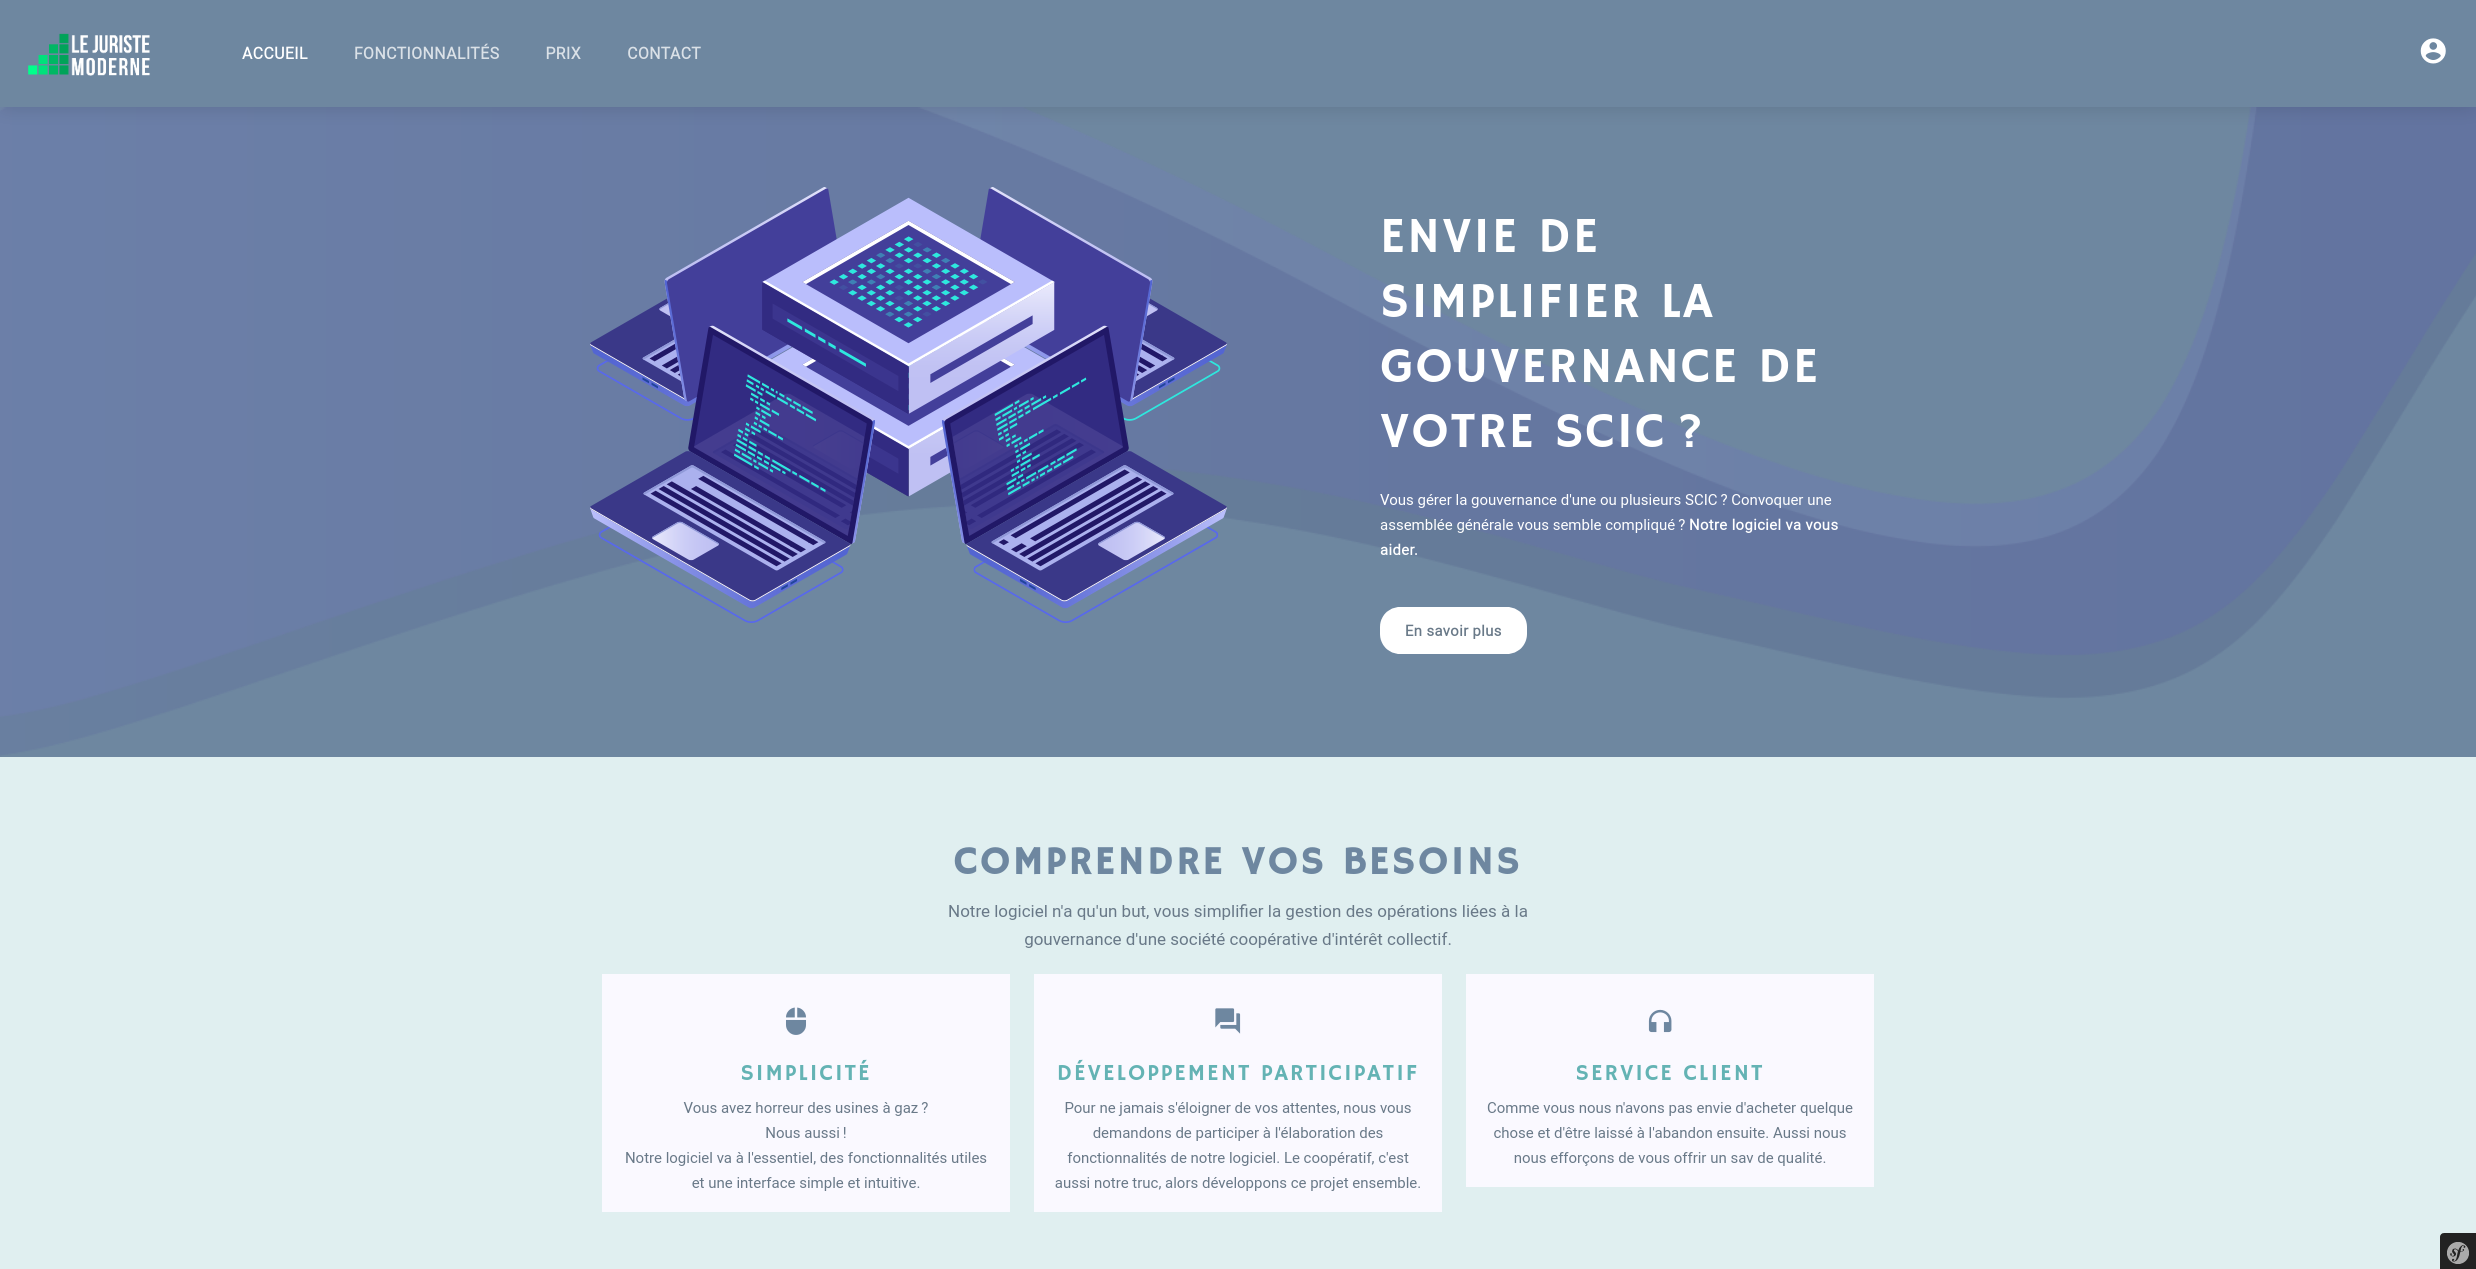 LE JURISTE
MODERNE
ACCUEIL
FONCTIONNALITÉS
PRIX
CONTACT
ENVIE DE
SIMPLIFIER LA
GOUVERNANCE DE
VOTRE SCIC ?
Vous gérer la gouvernance d'une ou plusieurs SCIC ? Convoquer une
assemblée générale vous semble compliqué ? Notre logiciel va vous
aider.
En savoir plus
COMPRENDRE VOS BESOINS
Notre logiciel n'a qu'un but, vous simplifier la gestion des opérations liées à la
gouvernance d'une société coopérative d'intérêt collectif.
SIMPLICITÉ
Vous avez horreur des usines à gaz ?
Nous aussi !
Notre logiciel va à l'essentiel, des fonctionnalités utiles
et une interface simple et intuitive.
DÉVELOPPEMENT PARTICIPATIF
Pour ne jamais s'éloigner de vos attentes, nous vous
demandons de participer à l'élaboration des
fonctionnalités de notre logiciel. Le coopératif, c'est
aussi notre truc, alors développons ce projet ensemble.
SERVICE CLIENT
Comme vous nous n'avons pas envie d'acheter quelque
chose et d'être laissé à l'abandon ensuite. Aussi nous
nous efforçons de vous offrir un sav de qualité.
sf